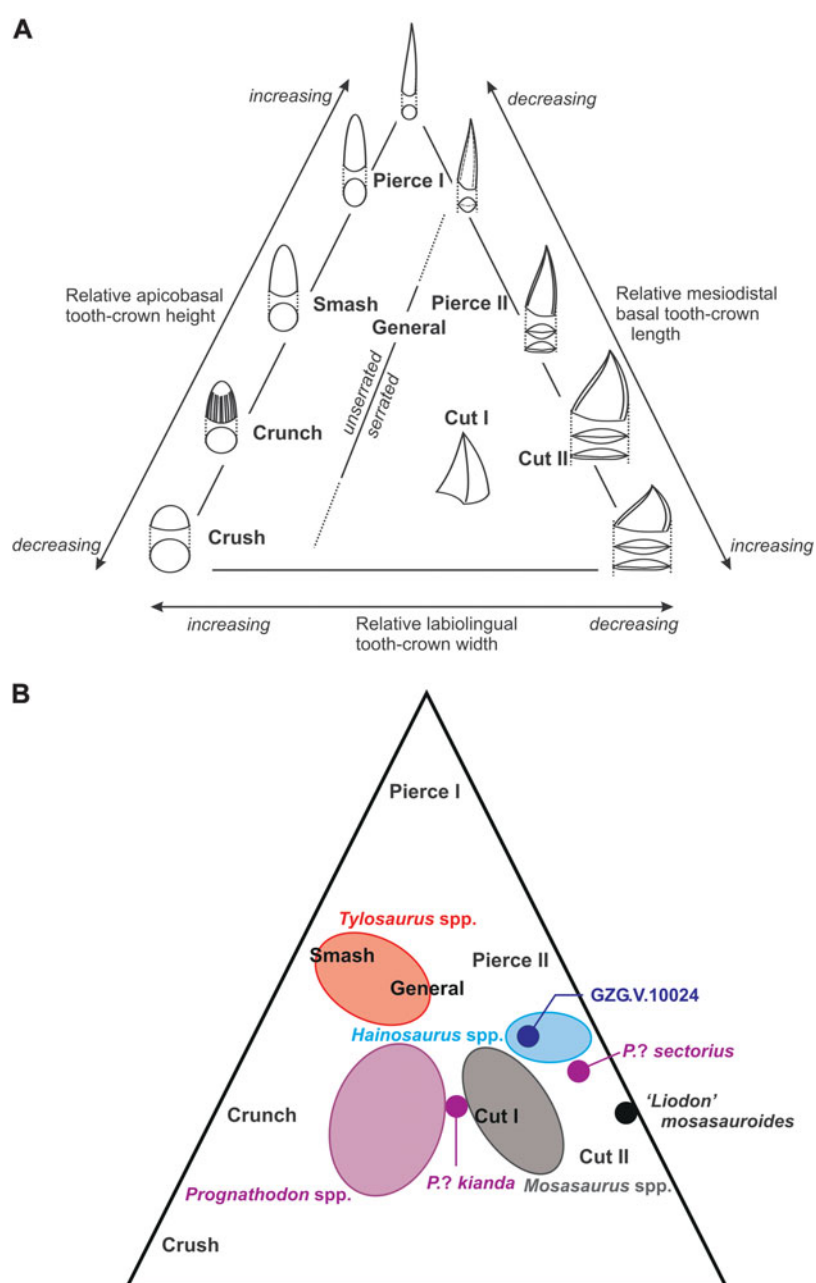 A
increasing
decreasing
Pierce I
Relative apicobasal
tooth-crown height
Smash
Pierce II
General
Relative mesiodistal
basal tooth-crown
length
unserrated
serrated
Cut I
Crunch
Cut II
Crush
decreasing
increasing
increasing
Relative labiolingual
tooth-crown width
decreasing
B
Pierce I
Tylosaurus spp.
Smash
Pierce II
General
GZG.V.10024
Hainosaurus spp.
P.? sectorius
'Liodon'
mosasauroides
Crunch
Cut I
Cut II
Prognathodon spp.
P.? kianda
Mosasaurus spp.
Crush